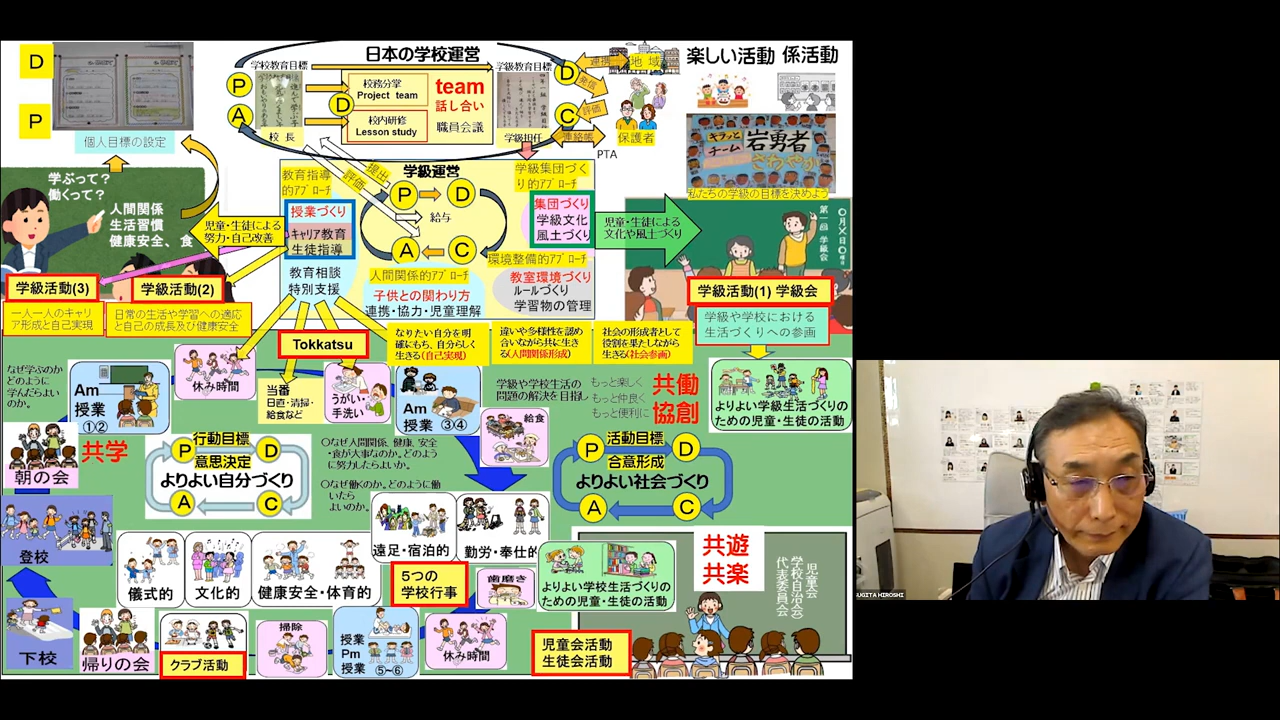 D
P
個人目標の設定
日本の学校運営
学校教育目標
P
A
校 長
校務分掌
Project team
校内研修
Lesson study
D
team
話し合い
職員会議
学級教育目標
D
C
学級担任
連携
地 域
発信
評価
連絡帳
保護者
PTA
楽しい活動 係活動
キラッと
チーム
岩勇者
さわやか
私たちの学級の目標を決めよう
学ぶって?
働くって?
人間関係
生活習慣
健康安全、食
児童・生徒による
努力・自己改善
学級運営
提出
評価
給与
教育指導
的アプローチ
授業づくり
キャリア教育
生徒指導
教育相談
特別支援
P
D
A
C
人間関係的アプローチ
子供との関わり方
連携・協力・児童理解
学級集団づく
り的アプローチ
集団づくり
学級文化
風土づくり
環境整備的アプローチ
教室環境づくり
ルールづくり
学習物の管理
児童・生徒による
文化や風土づくり
第一回 学級会
〇月✕日〇曜日
学級活動(3)
一人一人のキャリ
ア形成と自己実現
学級活動(2)
日常の生活や学習への適応
と自己の成長及び健康安全
学級活動(1) 学級会
学級や学校における
生活づくりへの参画
Tokkatsu
なりたい自分を明
確にもち、自分らしく
生きる(自己実現)
違いや多様性を認め
合いながら共に生き
る(人間関係形成)
社会の形成者として
役割を果たしながら
生きる(社会参画)
なぜ学ぶのか
どのように
学んだらよい
のか。
Am
授業
①②
休み時間
当番
日直・清掃・
給食など
うがい・
手洗い
Am
授業
③④
学級や学校生活の
問題の解決を目指し
もっと楽しく
もっと仲良く
もっと便利に
共働
協創
給食
よりよい学級生活づくりの
ための児童・生徒の活動
朝の会
共学
行動目標
P
D
意思決定
よりよい自分づくり
A
C
〇なぜ人間関係、健康、安全
・食が大事なのか。どのよう
に努力したらよいか。
〇なぜ働くのか。どのように働
いたら
よいのか。
活動目標
P
D
合意形成
よりよい社会づくり
A
C
登校
儀式的
文化的
健康安全・体育的
遠足・宿泊的
勤労・奉仕的
5つの
学校行事
歯磨き
よりよい学校生活づくりの
ための児童・生徒の活動
共遊
共楽
児童会
(学校自治会)
代表委員会
下校
帰りの会
クラブ活動
掃除
授業
Pm
授業
⑤~⑥
休み時間
児童会活動
生徒会活動
SUGITA HIROSHI